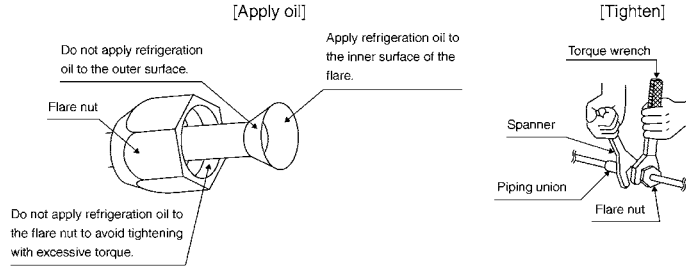 [Apply oil]
[Tighten]
Do not apply refrigeration
oil to the outer surface.
Apply refrigeration oil to
the inner surface of the
flare.
Flare nut
Do not apply refrigeration oil to
the flare nut to avoid tightening
with excessive torque.
Torque wrench
Spanner
Piping union
Flare nut